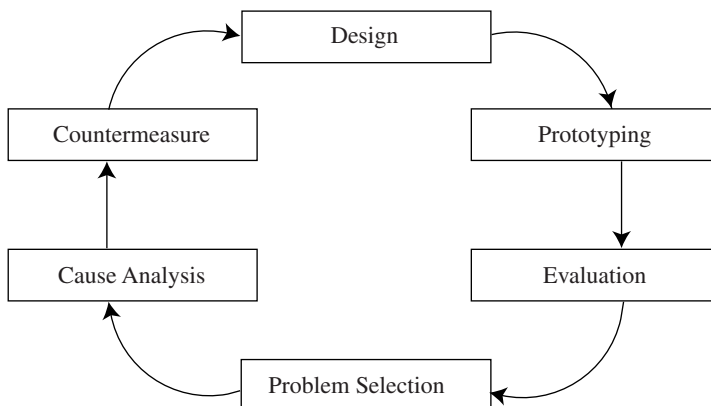 Design
Countermeasure
Prototyping
Cause Analysis
Evaluation
Problem Selection